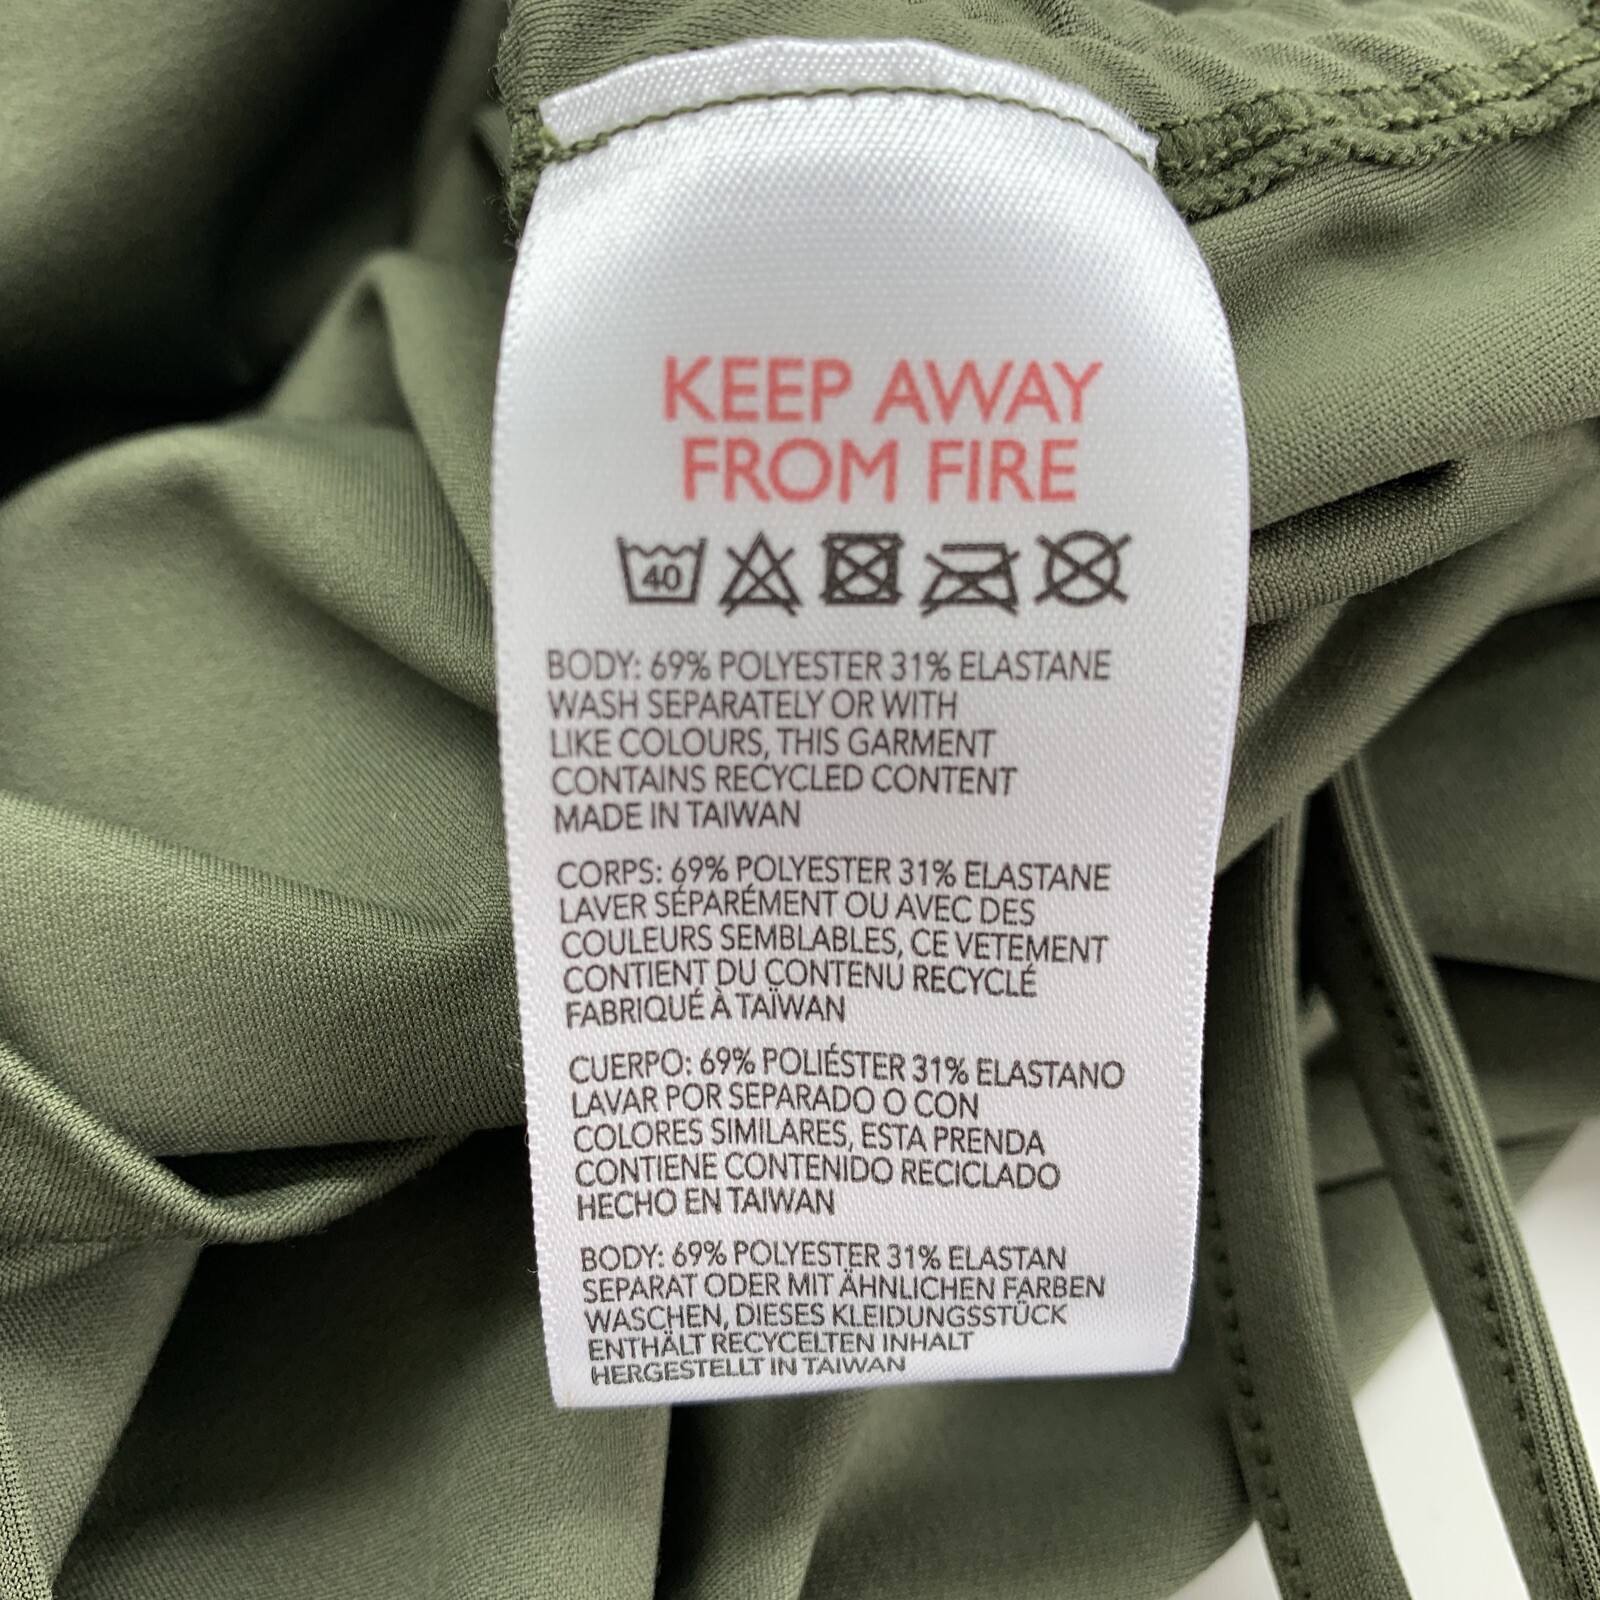 KEEP AWAY
FROM FIRE
40
BODY: 69% POLYESTER 31% ELASTANE
WASH SEPARATELY OR WITH
LIKE COLOURS, THIS GARMENT
CONTAINS RECYCLED CONTENT
MADE IN TAIWAN
CORPS: 69% POLYESTER 31% ELASTANE
LAVER SÉPARÉMENT OU AVEC DES
COULEURS SEMBLABLES, CE VETEMENT
CONTIENT DU CONTENU RECYCLÉ
FABRIQUÉ À TAÏWAN
CUERPO: 69% POLIÉSTER 31% ELASTANO
LAVAR POR SEPARADO O CON
COLORES SIMILARES, ESTA PRENDA
CONTIENE CONTENIDO RECICLADO
HECHO EN TAIWAN
BODY: 69% POLYESTER 31% ELASTAN
SEPARAT ODER MIT ÄHNLICHEN FARBEN
WASCHEN, DIESES KLEIDUNGSSTÜCK
ENTHÄLT RECYCELTEN INHALT
HERGESTELLT IN TAIWAN